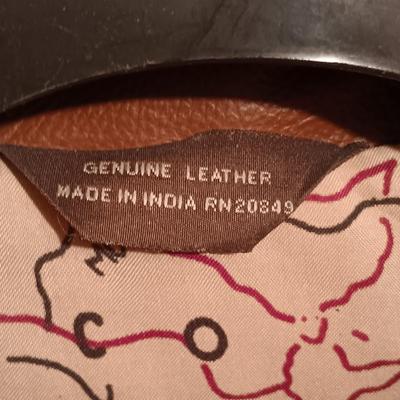 GENUINE LEATHER
MADE IN INDIA RN20849
C O